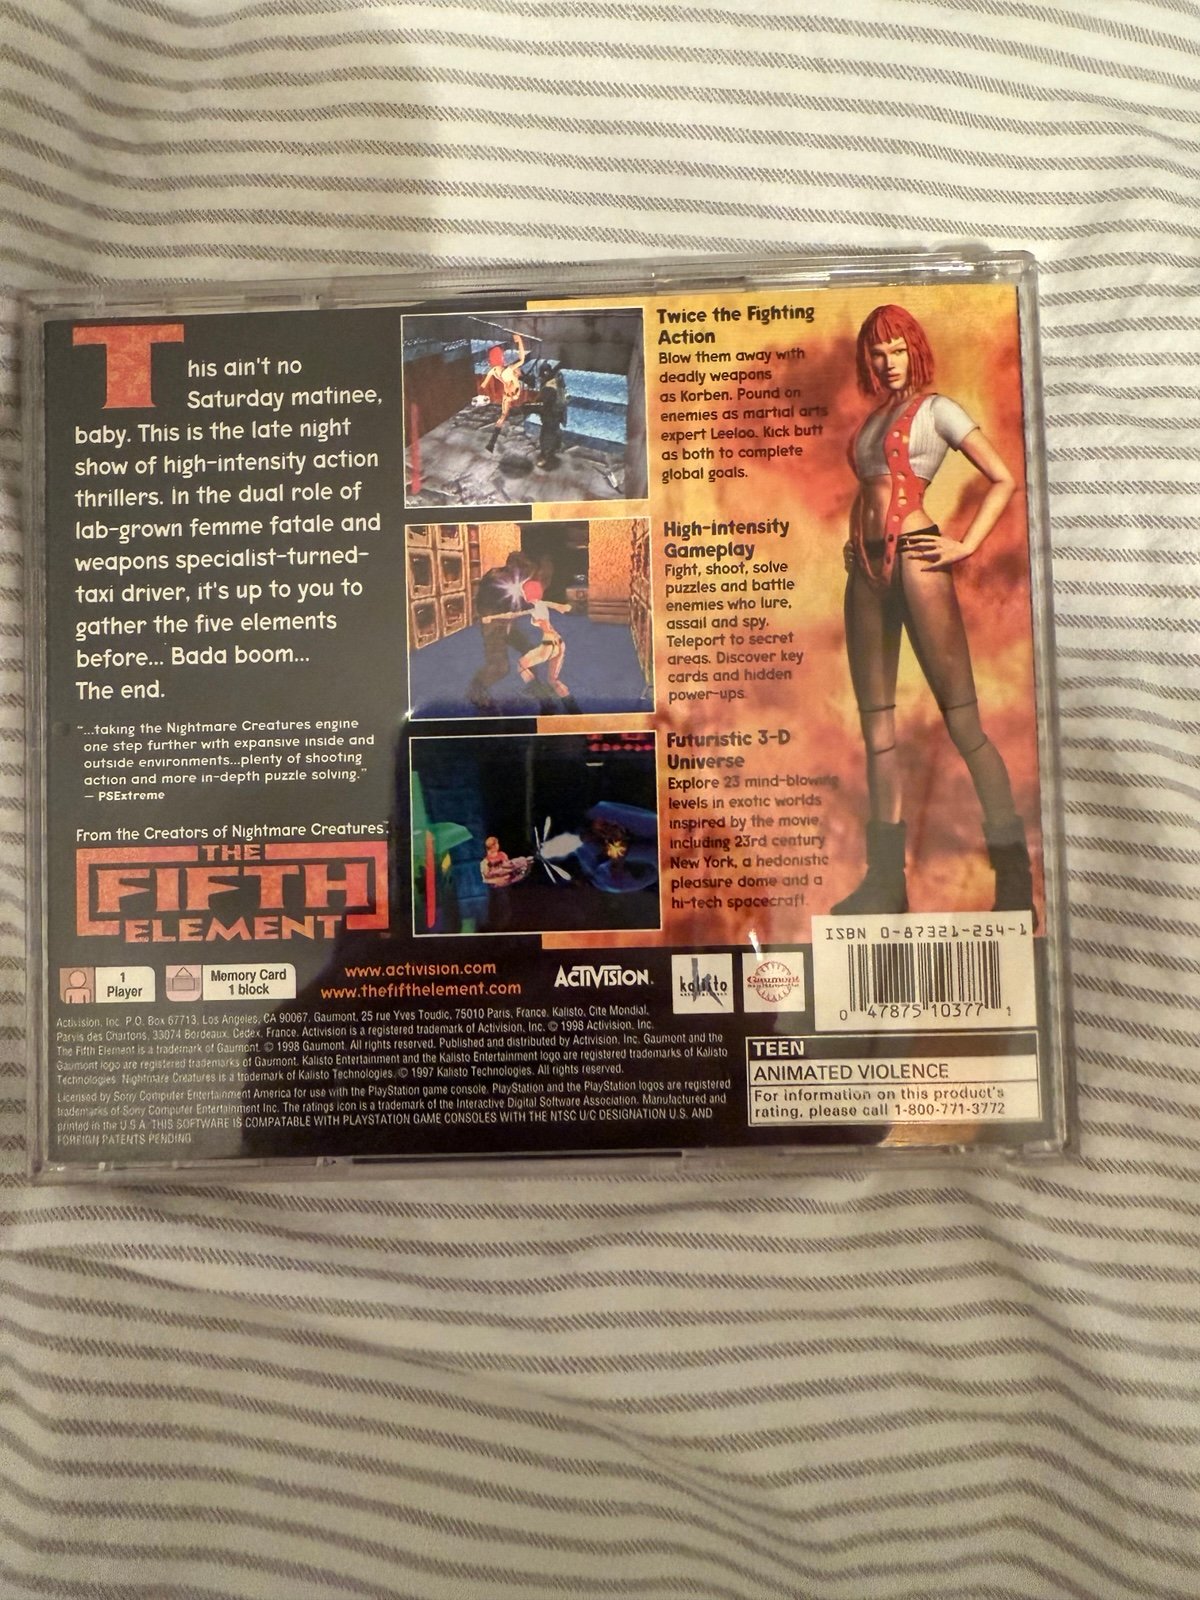 This ain't no
Saturday matinee,
baby. This is the late night
show of high-intensity action
thrillers. In the dual role of
lab-grown femme fatale and
weapons specialist-turned-
taxi driver, it's up to you to
gather the five elements
before... Bada boom...
The end.
"...taking the Nightmare Creatures engine
one step further with expansive inside and
outside environments...plenty of shooting
action and more in-depth puzzle solving."
— PSExtreme
From the Creators of Nightmare Creatures™
THE
FIFTH
ELEMENT
Twice the Fighting
Action
Blow them away with
deadly weapons
as Korben. Pound on
enemies as martial arts
expert Leeloo. Kick butt
as both to complete
global goals.
High-intensity
Gameplay
Fight, shoot, solve
puzzles and battle
enemies who lure,
assail and spy.
Teleport to secret
areas. Discover key
cards and hidden
power-ups.
Futuristic 3-D
Universe
Explore 23 mind-blowing
levels in exotic worlds
inspired by the movie,
including 23rd century
New York, a hedonistic
pleasure dome and a
hi-tech spacecraft.
1
Player
Memory Card
1 block
www.activision.com
www.thefifthelement.com
ACTIVISION.
kalisto
Gaumont
ISBN 0-87321-254-1
0 47875 10377 1
Activision, Inc. P.O. Box 67713, Los Angeles, CA 90067, Gaumont, 25 rue Yves Toudic, 75010 Paris, France. Kalisto, Cite Mondial,
Parvis des Chartons, 33074 Bordeaux, Cedex, France. Activision is a registered trademark of Activision, Inc. © 1998 Activision, Inc.
The Fifth Element is a trademark of Gaumont. © 1998 Gaumont. All rights reserved. Published and distributed by Activision, Inc. Gaumont and the
Gaumont logo are registered trademarks of Gaumont. Kalisto Entertainment and the Kalisto Entertainment logo are registered trademarks of Kalisto
Technologies. Nightmare Creatures is a trademark of Kalisto Technologies. © 1997 Kalisto Technologies. All rights reserved.
Licensed by Sony Computer Entertainment America for use with the PlayStation game console. PlayStation and the PlayStation logos are registered
trademarks of Sony Computer Entertainment Inc. The ratings icon is a trademark of the Interactive Digital Software Association. Manufactured and
printed in the U.S.A. THIS SOFTWARE IS COMPATABLE WITH PLAYSTATION GAME CONSOLES WITH THE NTSC U/C DESIGNATION U.S. AND
FOREIGN PATENTS PENDING
TEEN
ANIMATED VIOLENCE
For information on this product's
rating, please call 1-800-771-3772